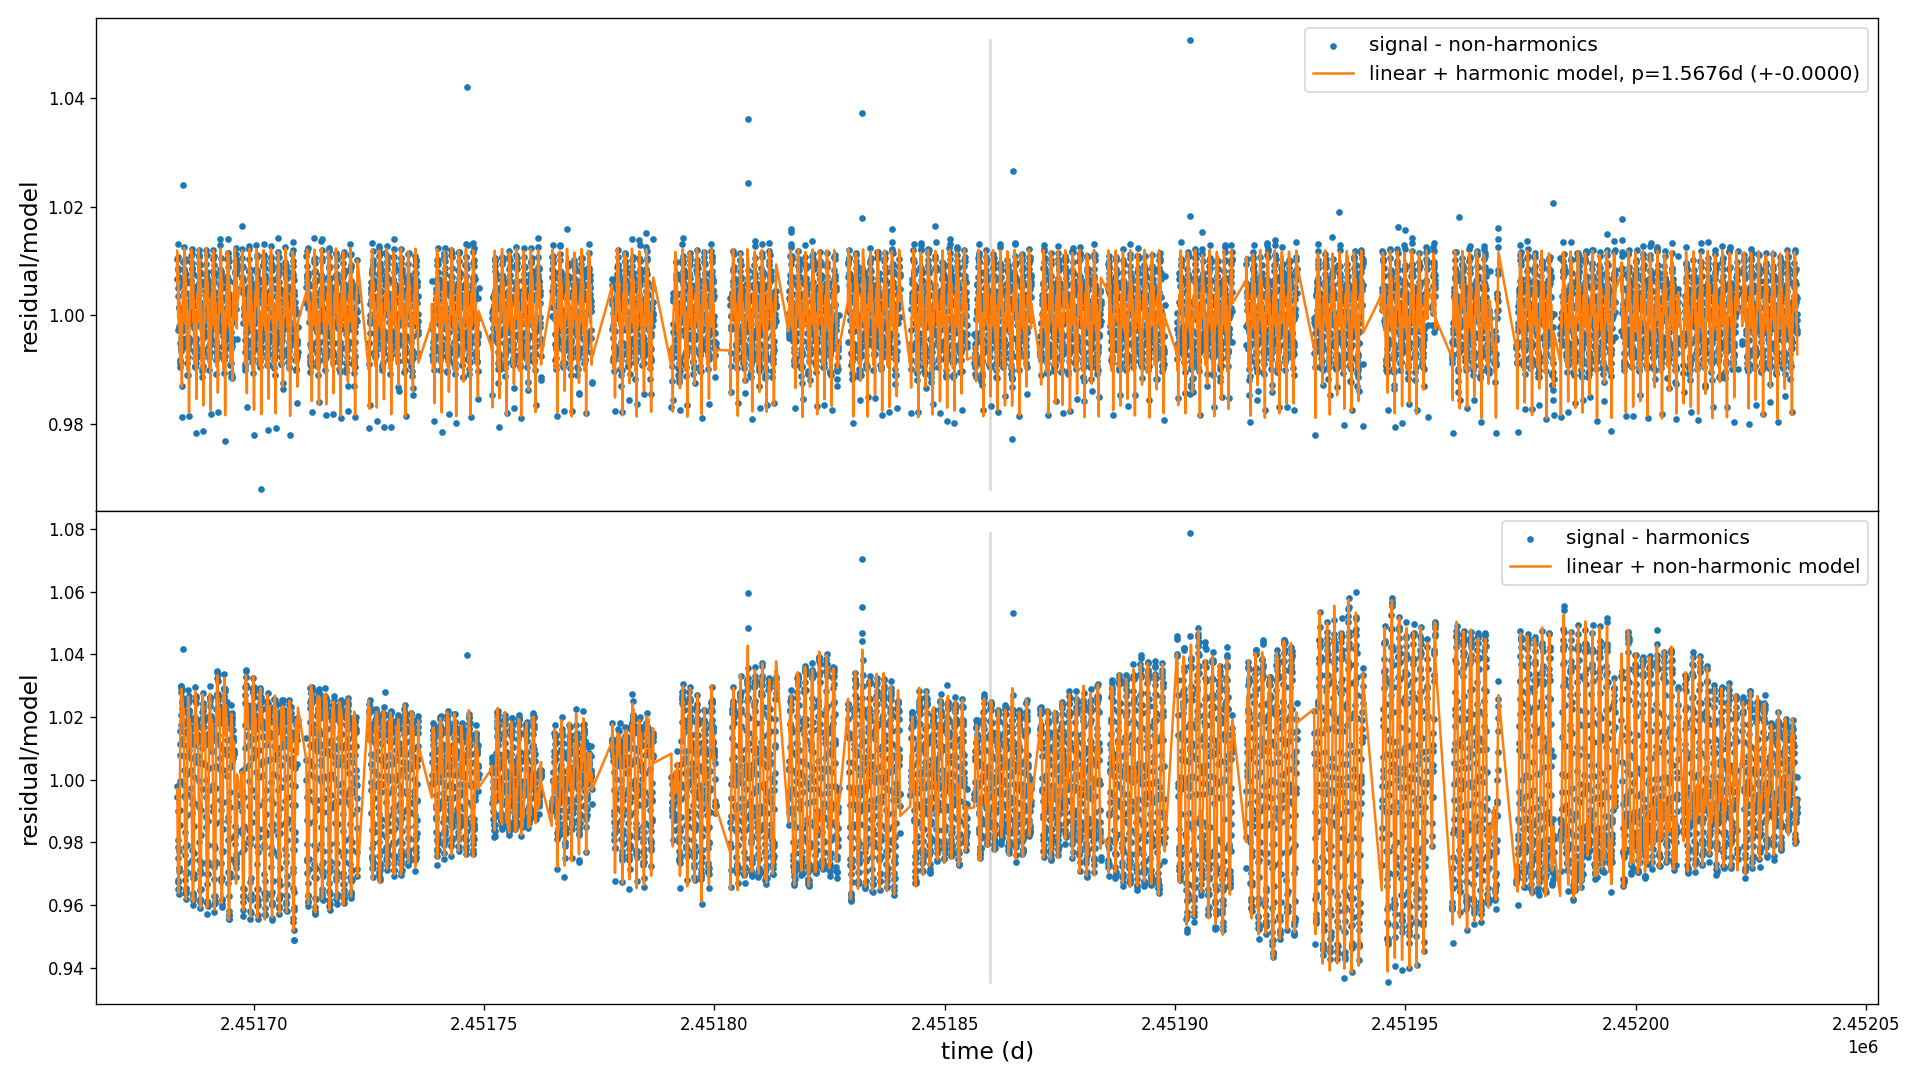 signal - non-harmonics
linear + harmonic model, p=1.5676d (+-0.0000)
1.04
1.02
1.00
0.98
residual/model
signal - harmonics
linear + non-harmonic model
1.08
1.06
1.04
1.02
1.00
0.98
0.96
0.94
residual/model
2.45170 2.45175 2.45180 2.45185 2.45190 2.45195 2.45200 2.45205
1e6
time (d)